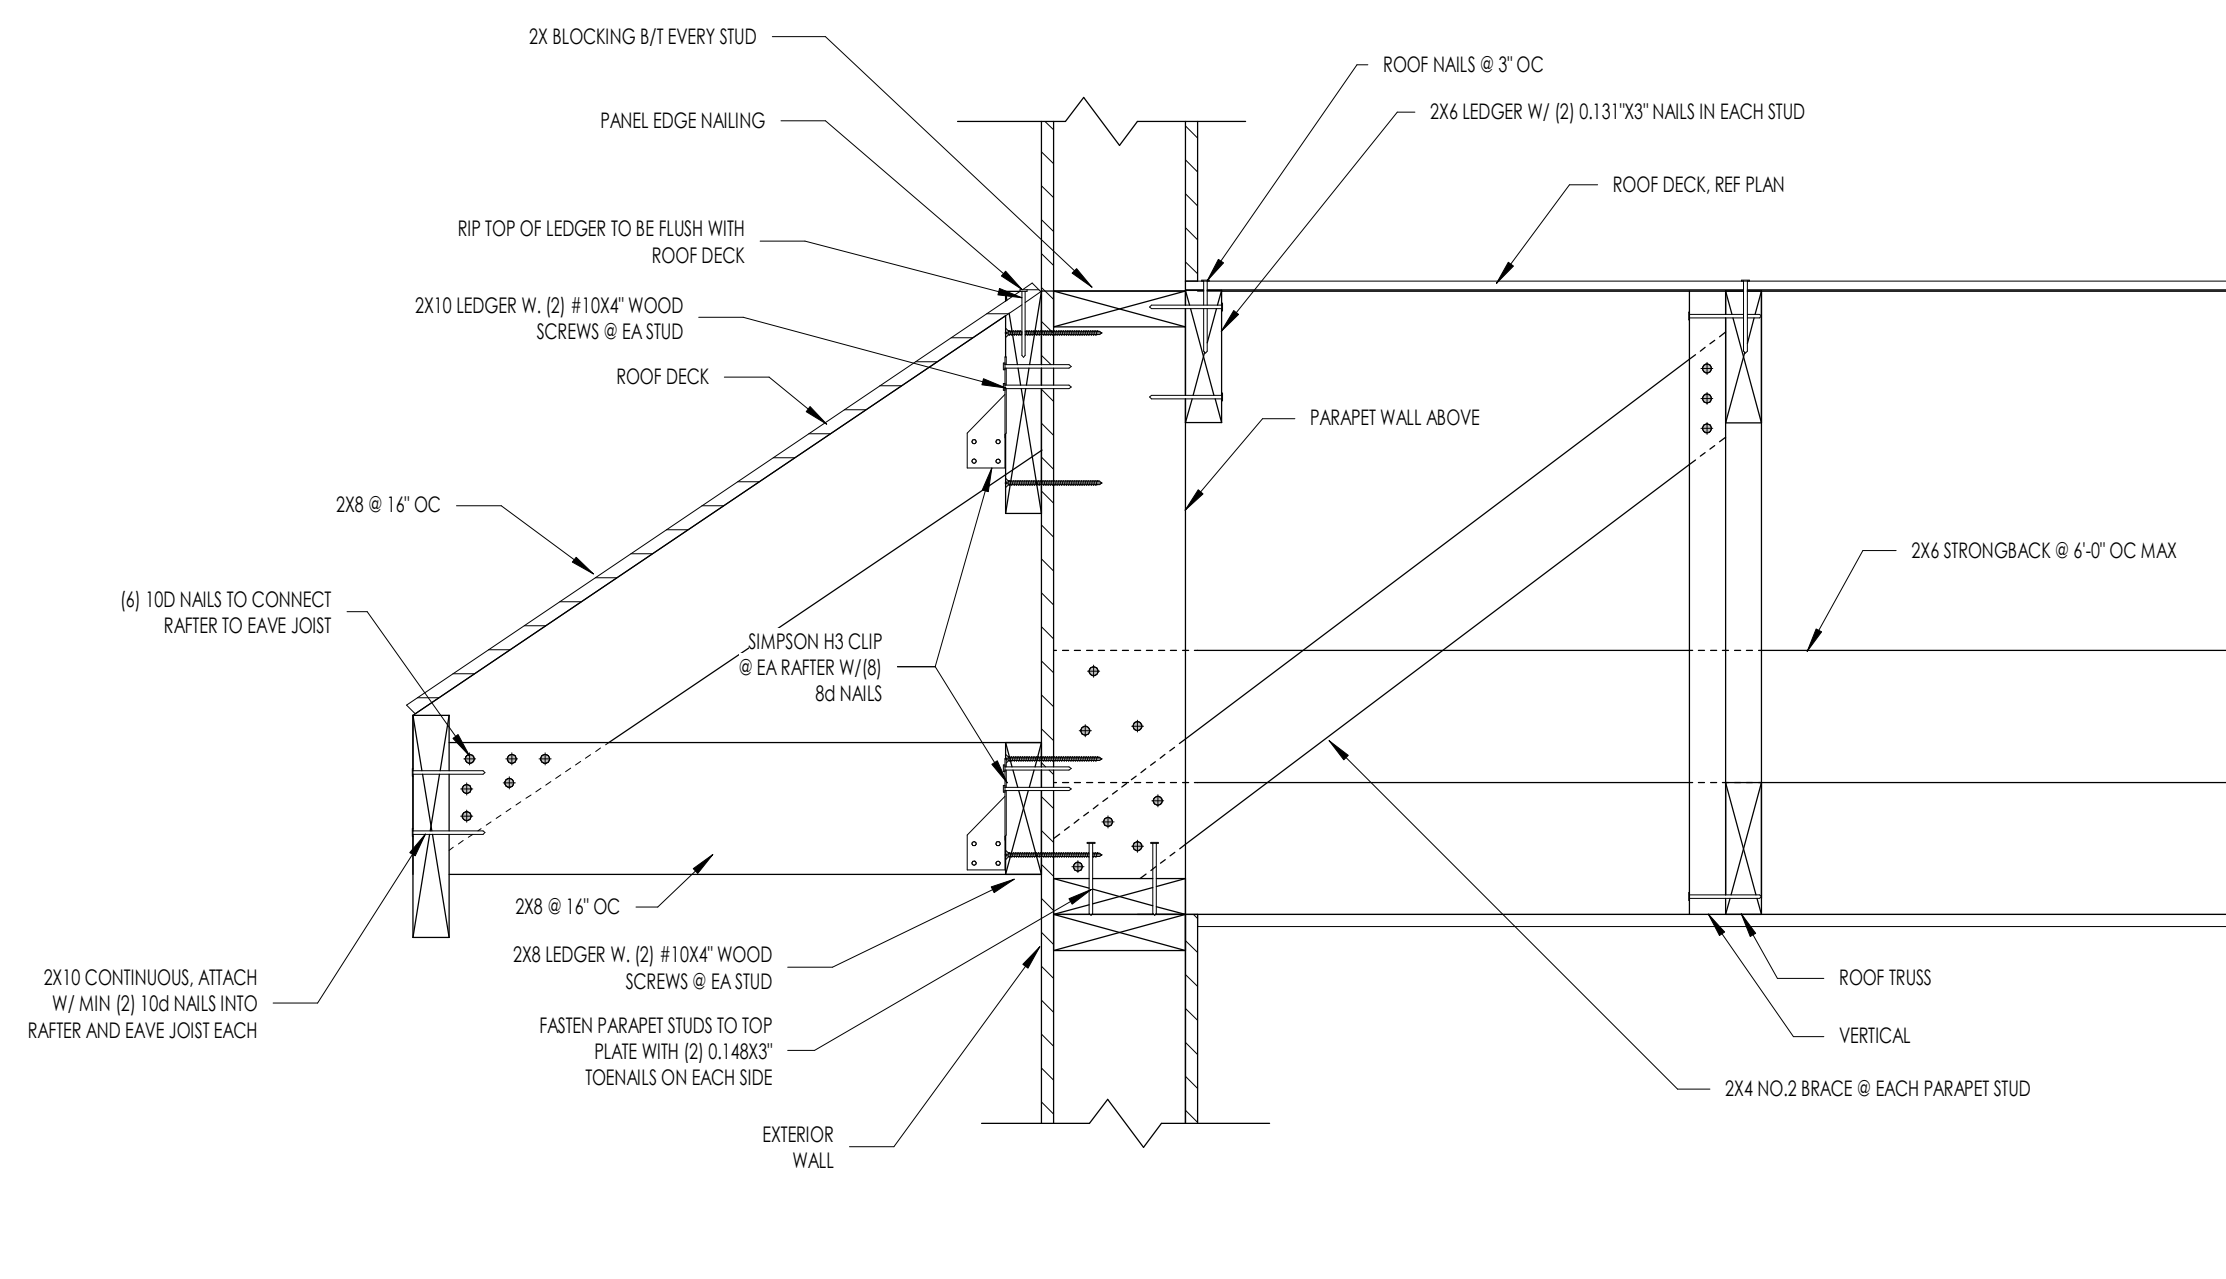 2X BLOCKING B/T EVERY STUD
PANEL EDGE NAILING
RIP TOP OF LEDGER TO BE FLUSH WITH
ROOF DECK
2X10 LEDGER W. (2) #10X4" WOOD
SCREWS @ EA STUD
ROOF DECK
2X8 @ 16" OC
(6) 10D NAILS TO CONNECT
RAFTER TO EAVE JOIST
SIMPSON H3 CLIP
@ EA RAFTER W/(8)
8d NAILS
2X8 @ 16" OC
2X8 LEDGER W. (2) #10X4" WOOD
SCREWS @ EA STUD
2X10 CONTINUOUS, ATTACH
W/ MIN (2) 10d NAILS INTO
RAFTER AND EAVE JOIST EACH
FASTEN PARAPET STUDS TO TOP
PLATE WITH (2) 0.148X3"
TOENAILS ON EACH SIDE
EXTERIOR
WALL
ROOF NAILS @ 3" OC
2X6 LEDGER W/ (2) 0.131"X3" NAILS IN EACH STUD
ROOF DECK, REF PLAN
PARAPET WALL ABOVE
2X6 STRONGBACK @ 6'-0" OC MAX
ROOF TRUSS
VERTICAL
2X4 NO.2 BRACE @ EACH PARAPET STUD